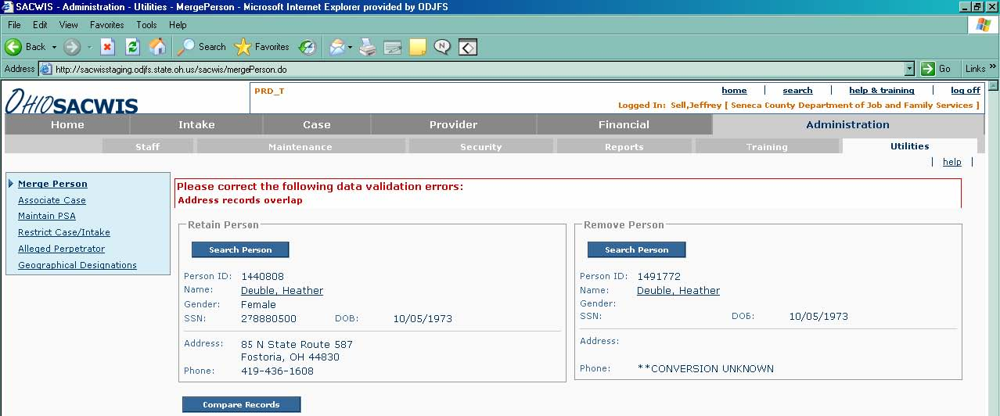 SACWIS - Administration - Utilities - MergePerson - Microsoft Internet Explorer provided by ODJFS
File Edit View Favorites Tools Help
Back Search Favorites
Address http://sacwisstaging.odjfs.state.oh.us/sacwis/mergePerson.do Go Links »
OHIO SACWIS
PRD_T
home | search | help & training | log off
Logged In: Sell,Jeffrey [ Seneca County Department of Job and Family Services ]
Home Intake Case Provider Financial Administration
Staff Maintenance Security Reports Training Utilities
| help |
Merge Person
Associate Case
Maintain PSA
Restrict Case/Intake
Alleged Perpetrator
Geographical Designations
Please correct the following data validation errors:
Address records overlap
Retain Person
Search Person
Person ID: 1440808
Name: Deuble, Heather
Gender: Female
SSN: 278880500 DOB: 10/05/1973
Address: 85 N State Route 587
Fostoria, OH 44830
Phone: 419-436-1608
Remove Person
Search Person
Person ID: 1491772
Name: Deuble, Heather
Gender:
SSN: DOB: 10/05/1973
Address:
Phone: **CONVERSION UNKNOWN
Compare Records